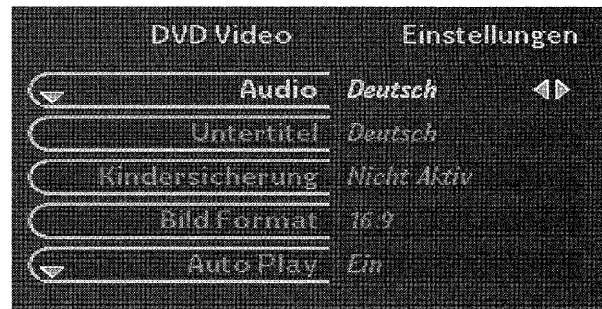 DVD Video Einstellungen
Audio Deutsch
Untertitel Deutsch
Kindersicherung Nicht Aktiv
Bild Format 16:9
Auto Play Ein